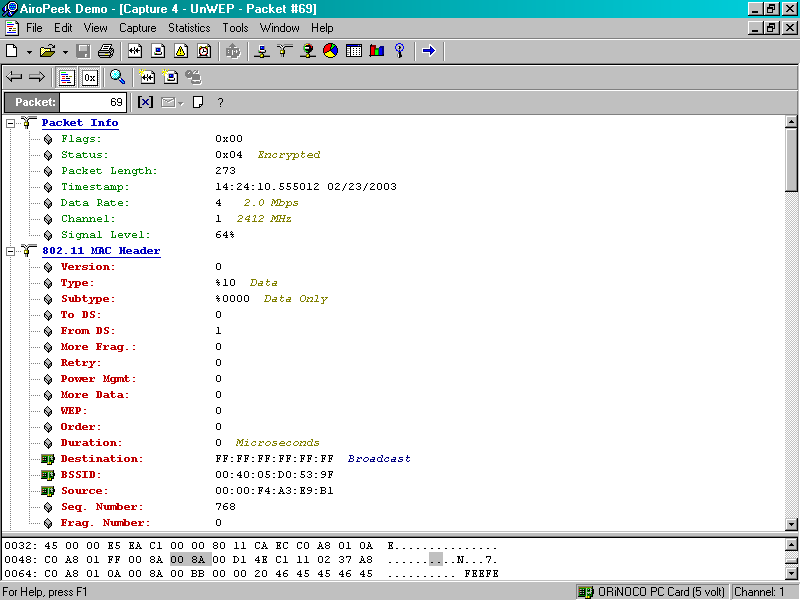 AiroPeek Demo - [Capture 4 - UnWEP - Packet #69]
File Edit View Capture Statistics Tools Window Help
Packet: 69 [x] ?
Packet Info
Flags: 0x00
Status: 0x04 Encrypted
Packet Length: 273
Timestamp: 14:24:10.555012 02/23/2003
Data Rate: 4 2.0 Mbps
Channel: 1 2412 MHz
Signal Level: 64%
802.11 MAC Header
Version: 0
Type: %10 Data
Subtype: %0000 Data Only
To DS: 0
From DS: 1
More Frag.: 0
Retry: 0
Power Mgmt: 0
More Data: 0
WEP: 0
Order: 0
Duration: 0 Microseconds
Destination: FF:FF:FF:FF:FF:FF Broadcast
BSSID: 00:40:05:D0:53:9F
Source: 00:00:F4:A3:E9:B1
Seq. Number: 768
Frag. Number: 0
0032: 45 00 00 E5 EA C1 00 00 80 11 CA EC C0 A8 01 0A E...............
0048: C0 A8 01 FF 00 8A 00 8A 00 D1 4E C1 11 02 37 A8 ..........N...7.
0064: C0 A8 01 0A 00 8A 00 BB 00 00 20 46 45 45 46 45 .......... FEEFE
For Help, press F1 ORiNOCO PC Card (5 volt) Channel: 1